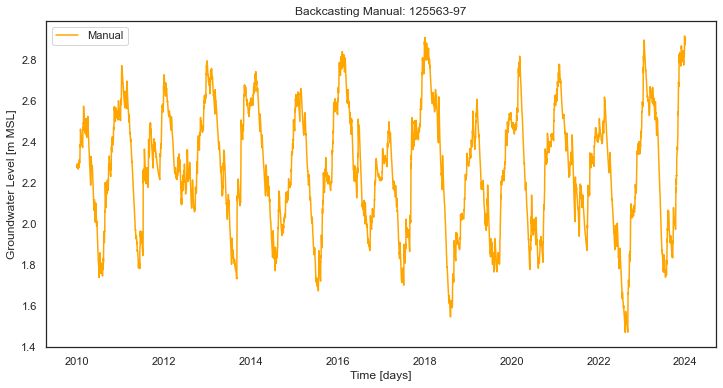 Backcasting Manual: 125563-97
Manual
Groundwater Level [m MSL]
2.8
2.6
2.4
2.2
2.0
1.8
1.6
1.4
2010 2012 2014 2016 2018 2020 2022 2024
Time [days]